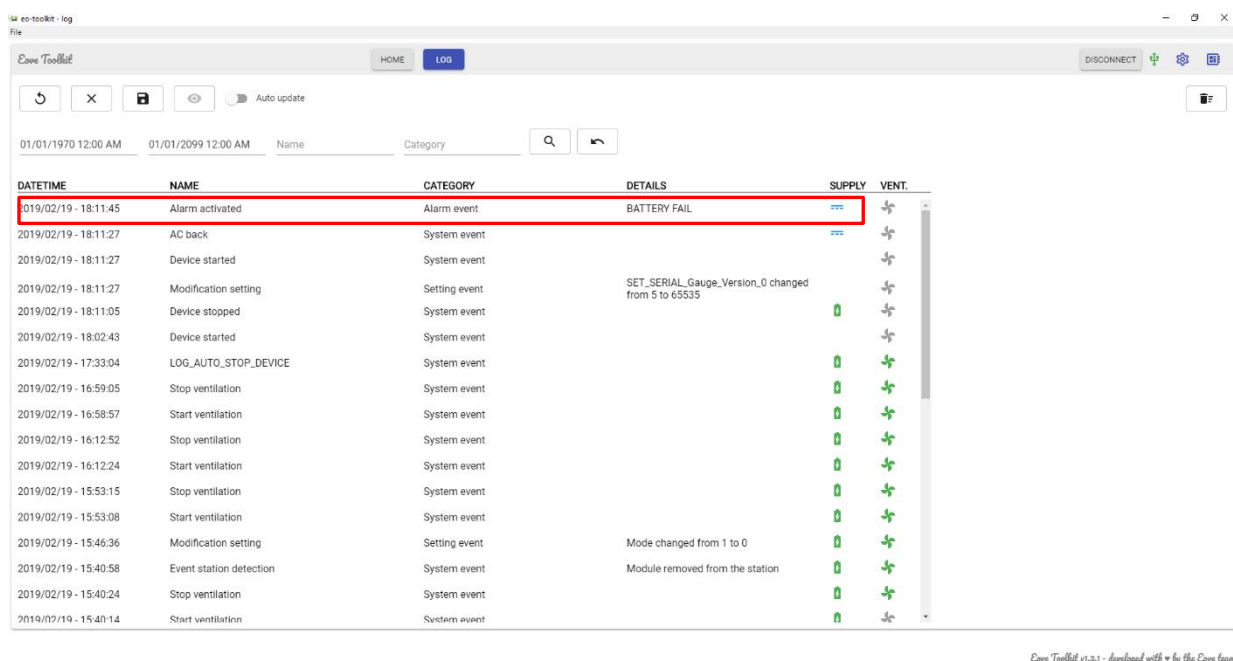 eo-toolkit - log
File
Eove Toolkit HOME LOG DISCONNECT
Auto update
01/01/1970 12:00 AM 01/01/2099 12:00 AM Name Category
DATETIME NAME CATEGORY DETAILS SUPPLY VENT.
2019/02/19 - 18:11:45 Alarm activated Alarm event BATTERY FAIL
2019/02/19 - 18:11:27 AC back System event
2019/02/19 - 18:11:27 Device started System event
2019/02/19 - 18:11:27 Modification setting Setting event SET_SERIAL_Gauge_Version_0 changed
from 5 to 65535
2019/02/19 - 18:11:05 Device stopped System event
2019/02/19 - 18:02:43 Device started System event
2019/02/19 - 17:33:04 LOG_AUTO_STOP_DEVICE System event
2019/02/19 - 16:59:05 Stop ventilation System event
2019/02/19 - 16:58:57 Start ventilation System event
2019/02/19 - 16:12:52 Stop ventilation System event
2019/02/19 - 16:12:24 Start ventilation System event
2019/02/19 - 15:53:15 Stop ventilation System event
2019/02/19 - 15:53:08 Start ventilation System event
2019/02/19 - 15:46:36 Modification setting Setting event Mode changed from 1 to 0
2019/02/19 - 15:40:58 Event station detection System event Module removed from the station
2019/02/19 - 15:40:24 Stop ventilation System event
2019/02/19 - 15:40:14 Start ventilation System event
Eove Toolkit v1.3.1 - developed with ♥ by the Eove team